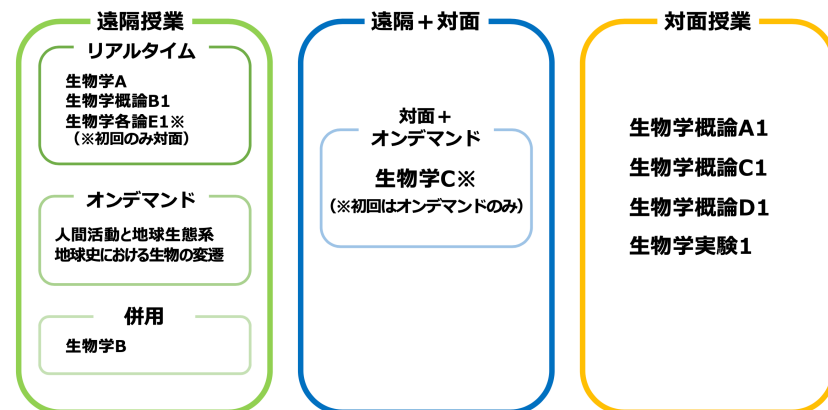 遠隔授業
リアルタイム
生物学A
生物学概論B1
生物学各論E1※
（※初回のみ対面）
オンデマンド
人間活動と地球生態系
地球史における生物の変遷
併用
生物学B
遠隔＋対面
対面＋
オンデマンド
生物学C※
（※初回はオンデマンドのみ）
対面授業
生物学概論A1
生物学概論C1
生物学概論D1
生物学実験1